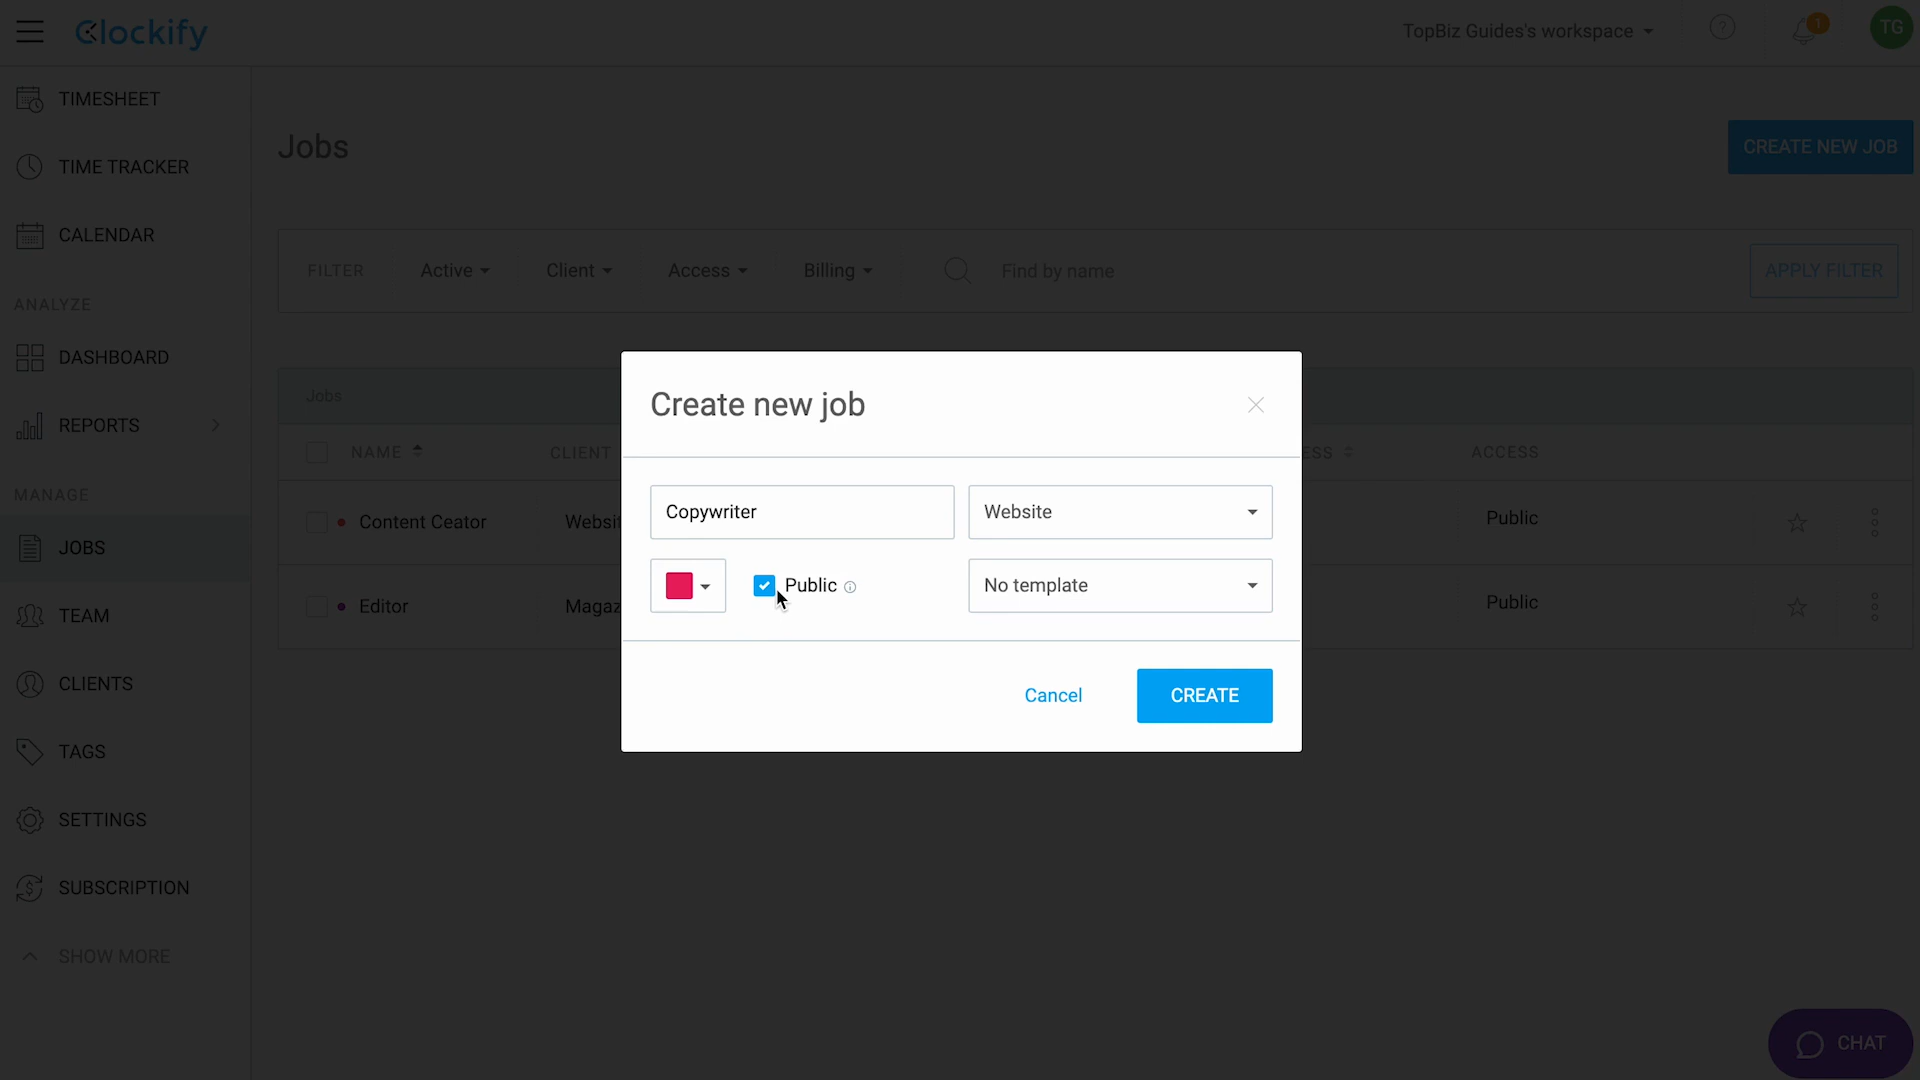 Clockify
TopBiz Guides's workspace
?
1
TG
TIMESHEET
TIME TRACKER
CALENDAR
ANALYZE
DASHBOARD
REPORTS
MANAGE
JOBS
TEAM
CLIENTS
TAGS
SETTINGS
SUBSCRIPTION
SHOW MORE
Jobs
CREATE NEW JOB
FILTER Active Client Access Billing Find by name APPLY FILTER
Jobs
NAME CLIENT ESS ACCESS
Content Ceator Websit Public
Editor Magaz Public
Create new job
Copywriter Website
Public No template
Cancel CREATE
CHAT